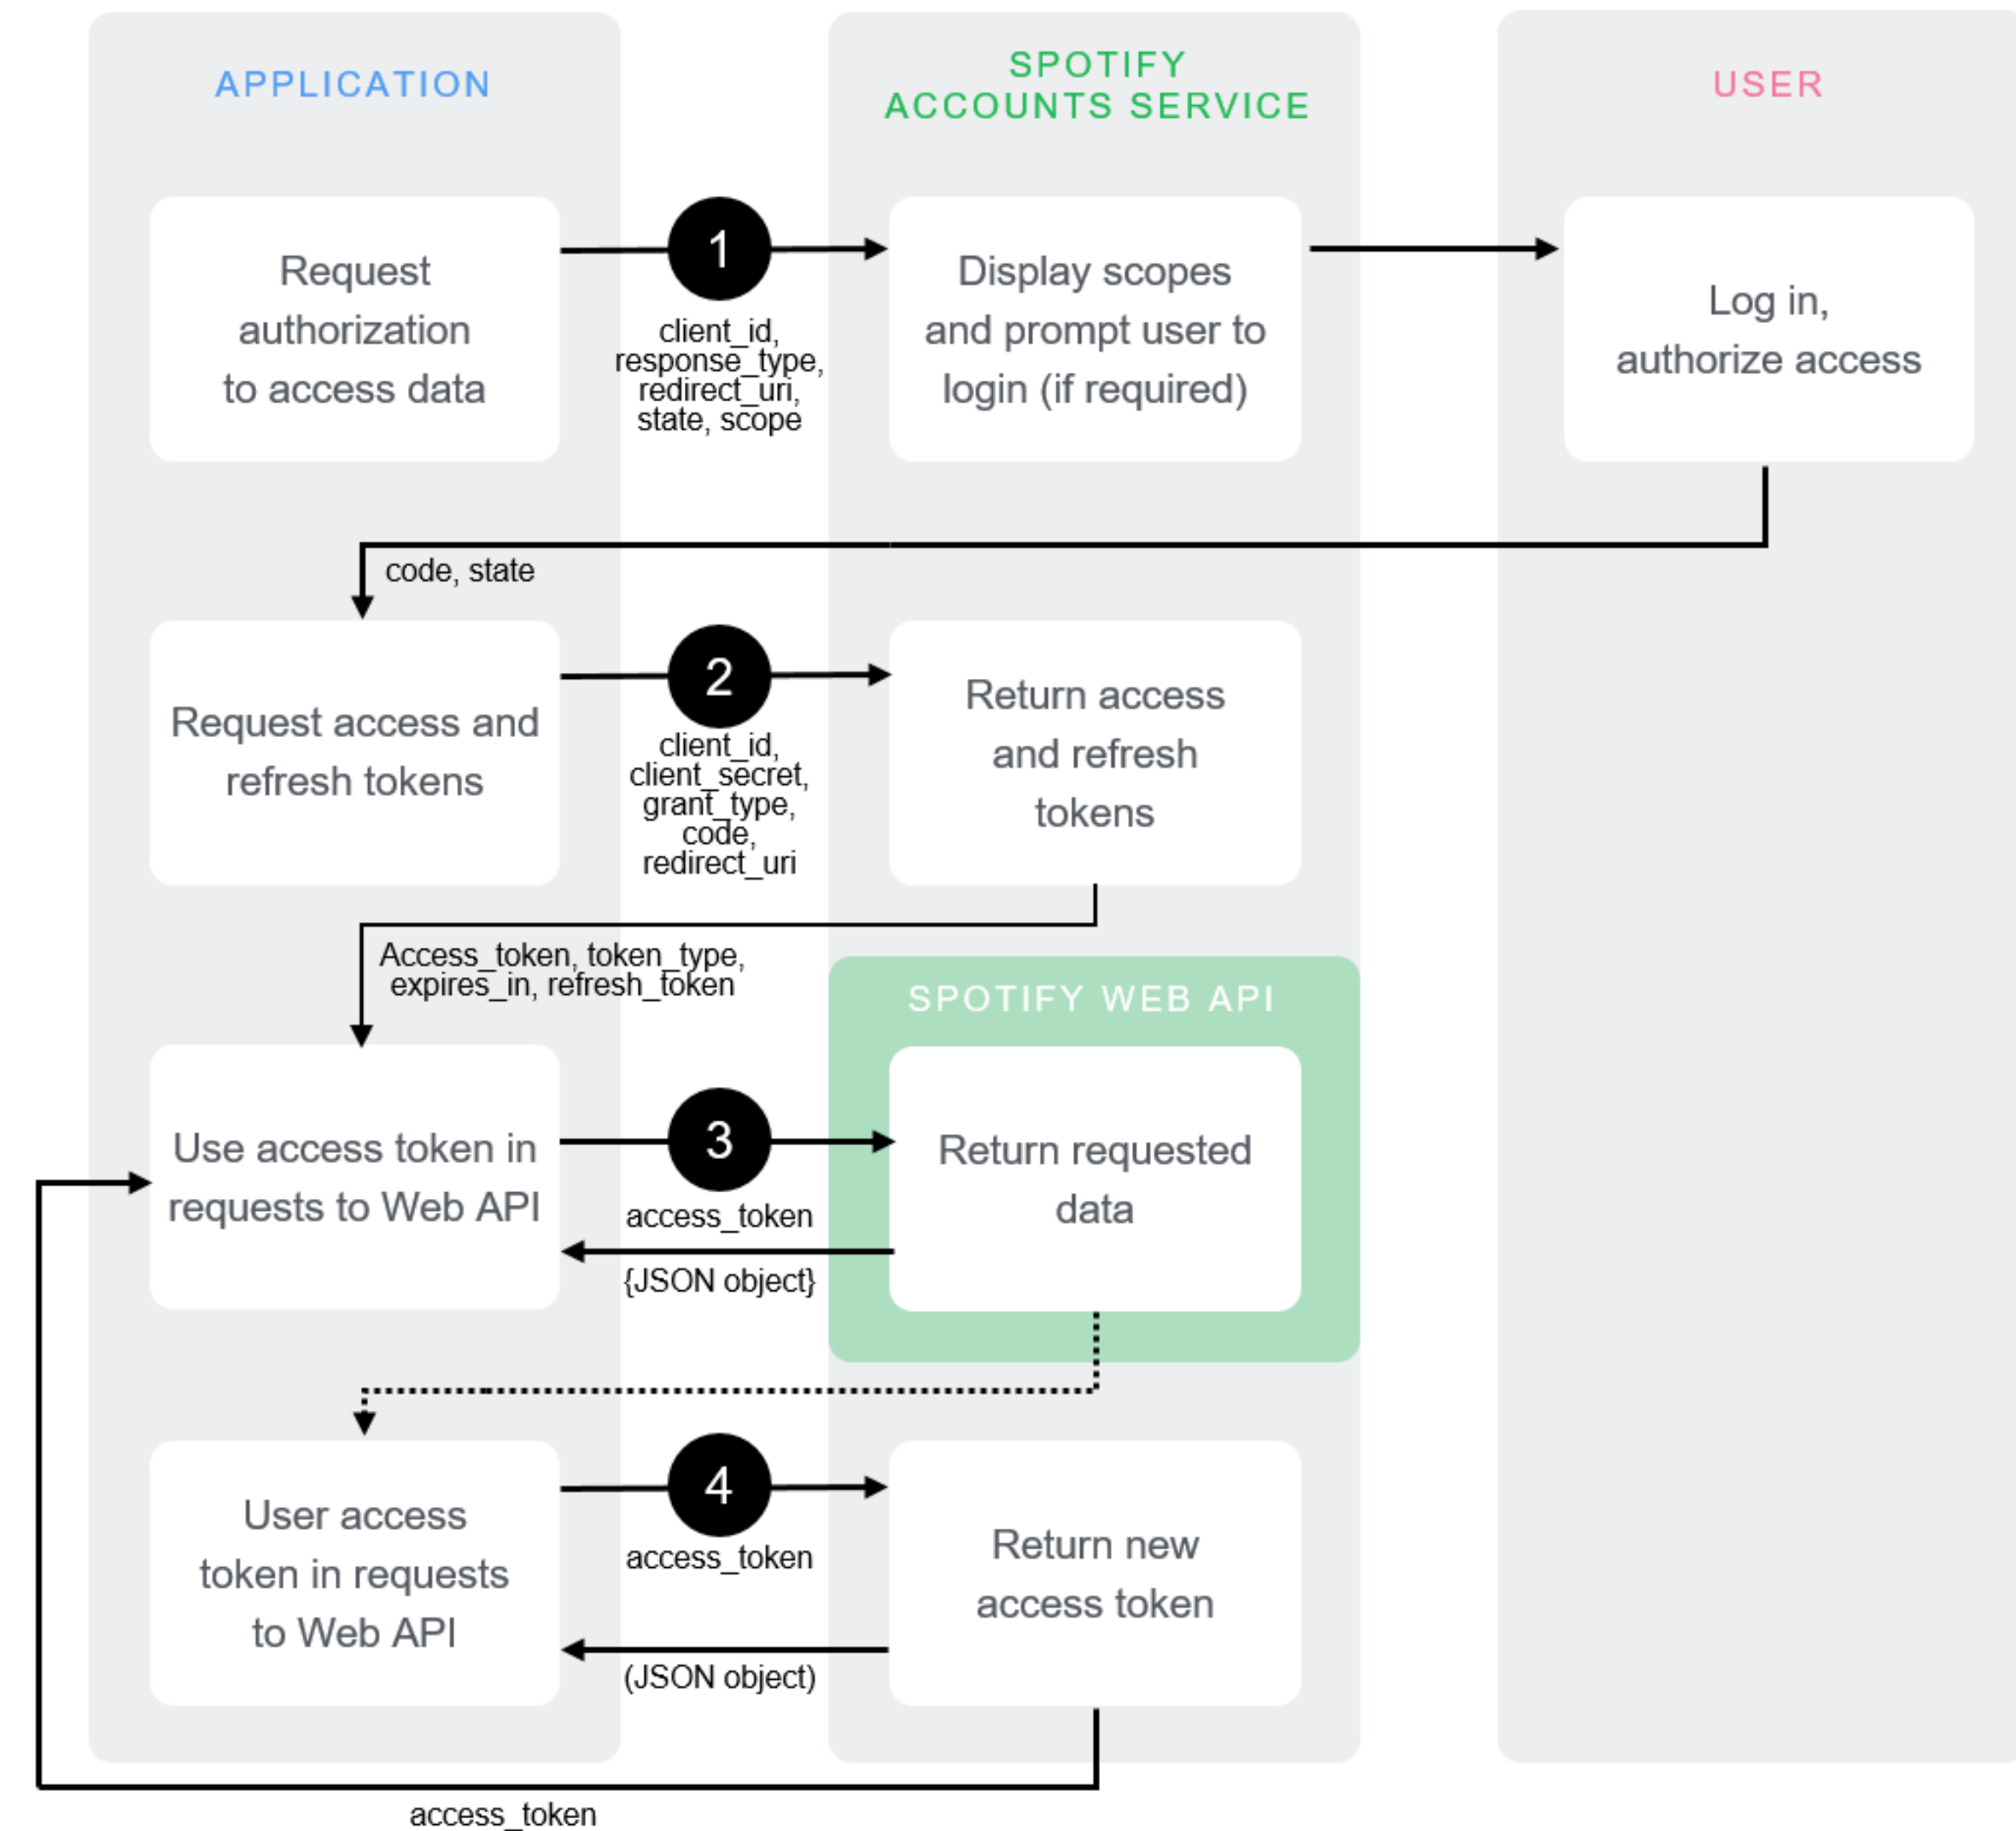 APPLICATION
SPOTIFY
ACCOUNTS SERVICE
USER
Request
authorization
to access data
1
client_id,
response_type,
redirect_uri,
state, scope
Display scopes
and prompt user to
login (if required)
Log in,
authorize access
code, state
Request access and
refresh tokens
2
client_id,
client_secret,
grant_type,
code,
redirect_uri
Return access
and refresh
tokens
Access_token, token_type,
expires_in, refresh_token
SPOTIFY WEB API
Use access token in
requests to Web API
3
access_token
{JSON object}
Return requested
data
User access
token in requests
to Web API
4
access_token
(JSON object)
Return new
access token
access_token